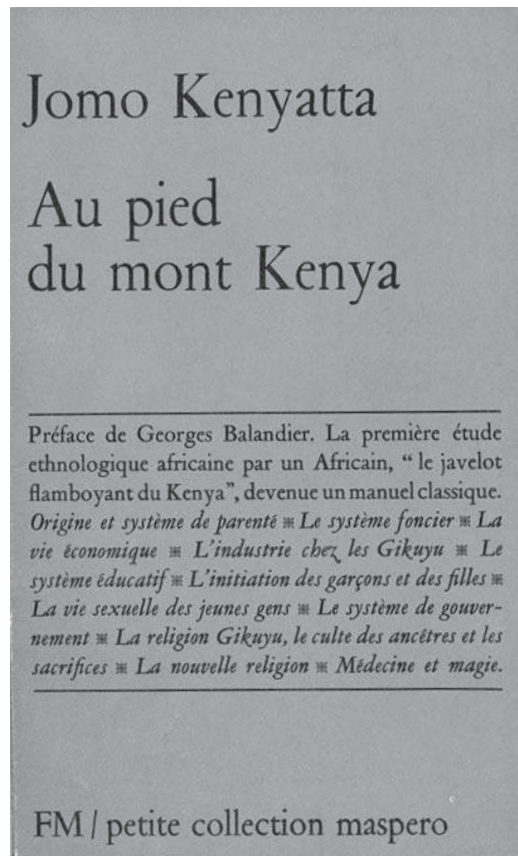 Jomo Kenyatta
Au pied
du mont Kenya
Préface de Georges Balandier. La première étude
ethnologique africaine par un Africain, “ le javelot
flamboyant du Kenya”, devenue un manuel classique.
Origine et système de parenté ⁜ Le système foncier ⁜ La
vie économique ⁜ L'industrie chez les Gikuyu ⁜ Le
système éducatif ⁜ L'initiation des garçons et des filles ⁜
La vie sexuelle des jeunes gens ⁜ Le système de gouver-
nement ⁜ La religion Gikuyu, le culte des ancêtres et les
sacrifices ⁜ La nouvelle religion ⁜ Médecine et magie.
FM / petite collection maspero